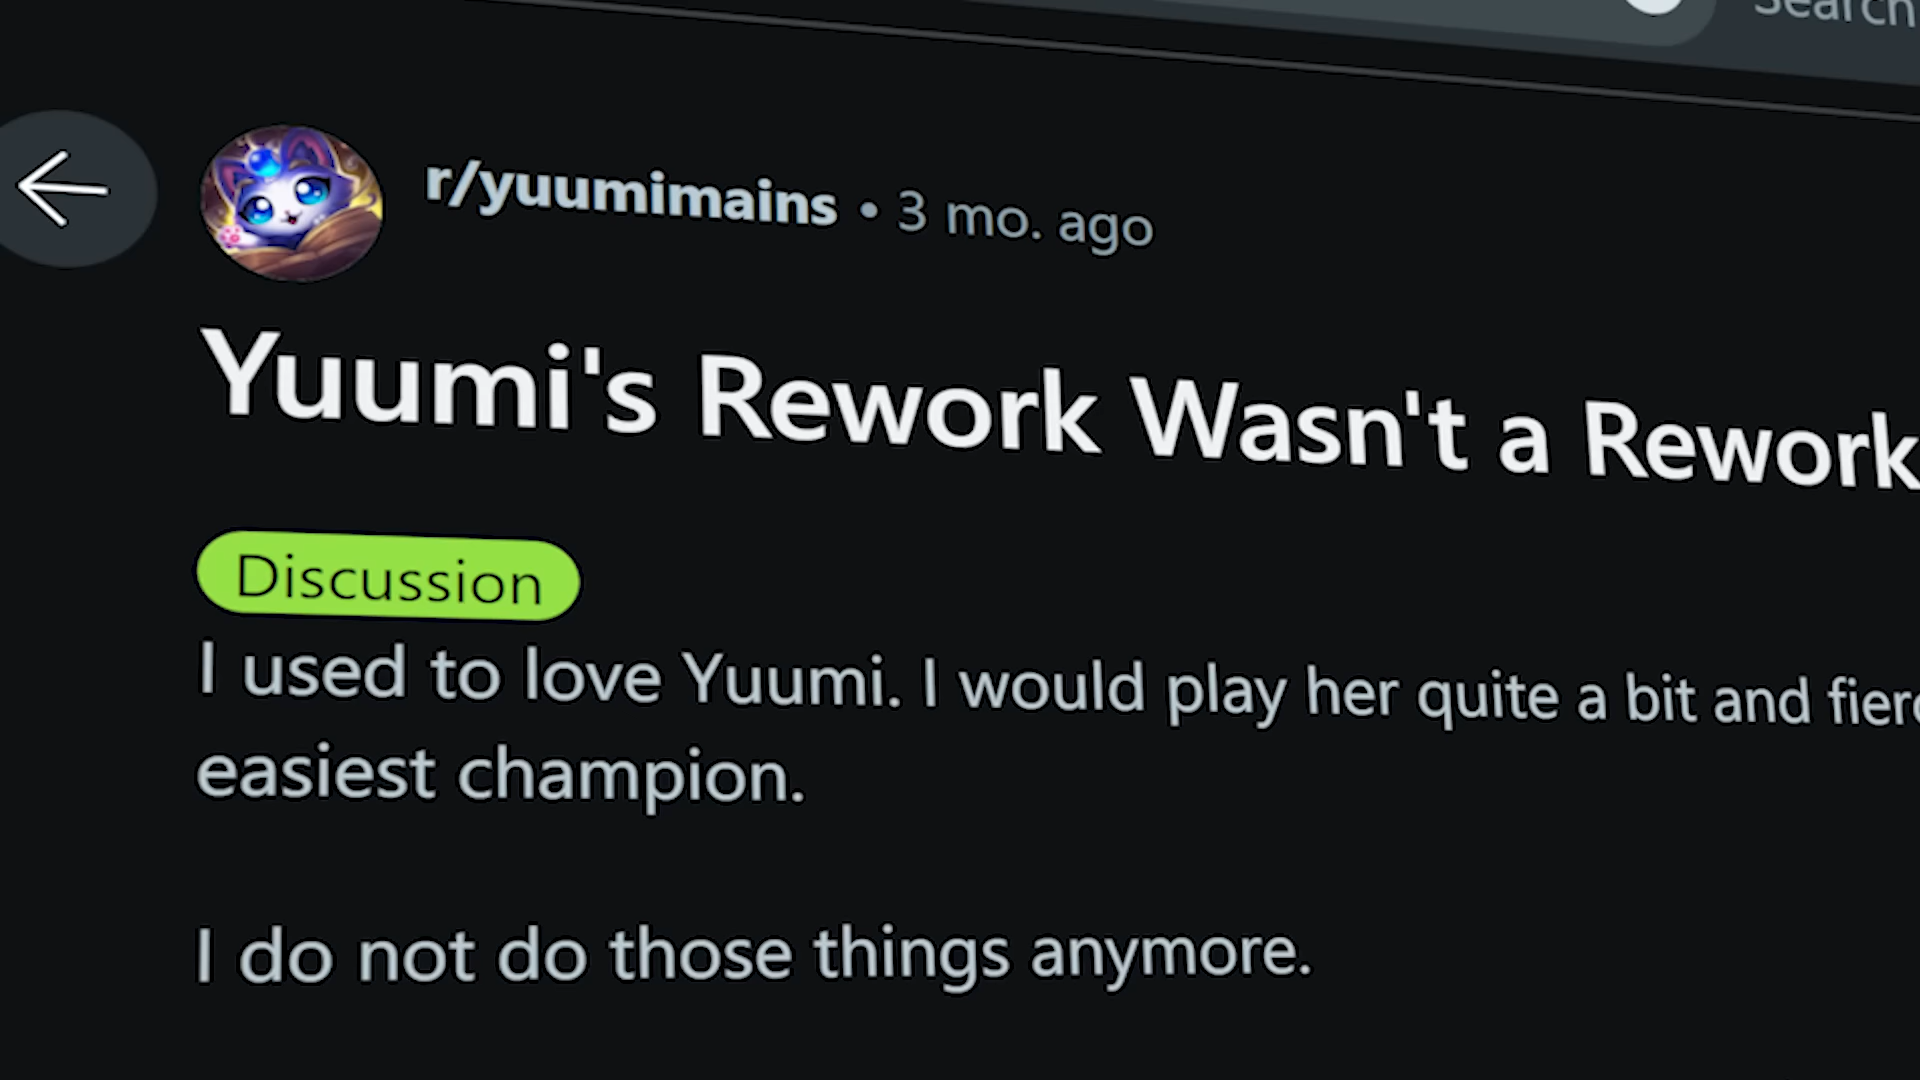 Search
r/yuumimains • 3 mo. ago
Yuumi's Rework Wasn't a Rework
Discussion
I used to love Yuumi. I would play her quite a bit and
easiest champion.
I do not do those things anymore.